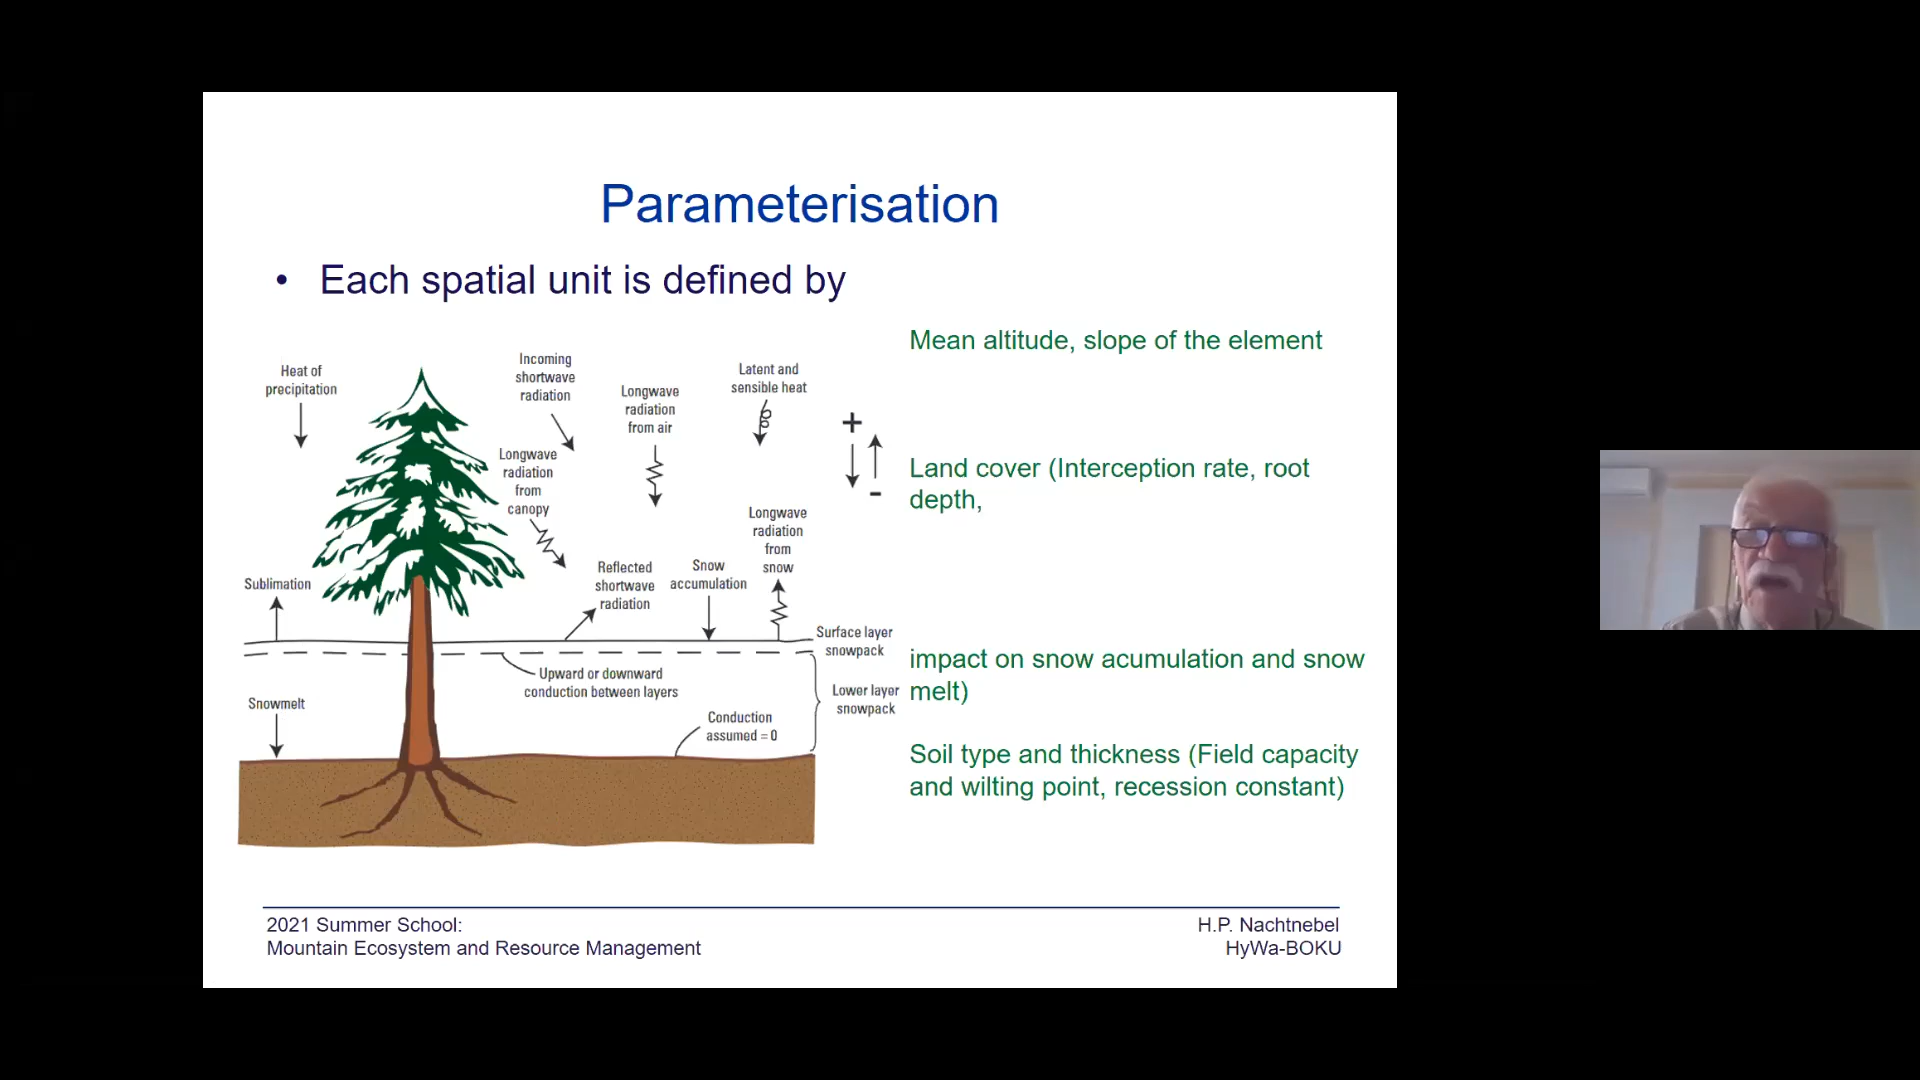 Parameterisation
• Each spatial unit is defined by
Mean altitude, slope of the element
Land cover (Interception rate, root
depth,
impact on snow acumulation and snow
melt)
Soil type and thickness (Field capacity
and wilting point, recession constant)
Heat of
precipitation
Incoming
shortwave
radiation
Longwave
radiation
from air
Latent and
sensible heat
+
-
Longwave
radiation
from
canopy
Longwave
radiation
from
snow
Sublimation
Reflected
shortwave
radiation
Snow
accumulation
Surface layer
snowpack
Upward or downward
conduction between layers
Lower layer
snowpack
Snowmelt
Conduction
assumed = 0
2021 Summer School:
Mountain Ecosystem and Resource Management
H.P. Nachtnebel
HyWa-BOKU